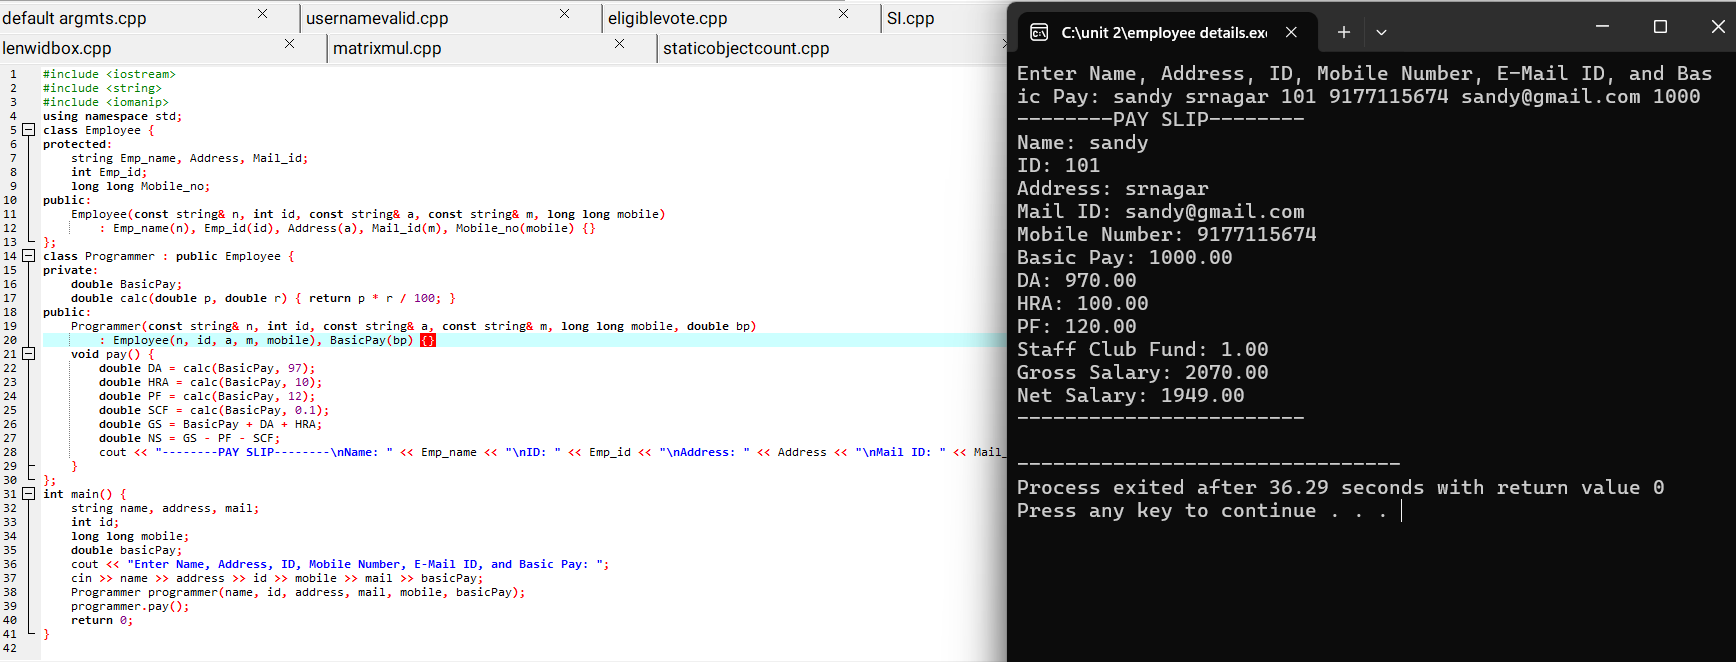 default argmts.cpp usernamevalid.cpp eligiblevote.cpp SI.cpp
lenwidbox.cpp matrixmul.cpp staticobjectcount.cpp
1 #include <iostream>
2 #include <string>
3 #include <iomanip>
4 using namespace std;
5 class Employee {
6 protected:
7 string Emp_name, Address, Mail_id;
8 int Emp_id;
9 long long Mobile_no;
10 public:
11 Employee(const string& n, int id, const string& a, const string& m, long long mobile)
12 : Emp_name(n), Emp_id(id), Address(a), Mail_id(m), Mobile_no(mobile) {}
13 };
14 class Programmer : public Employee {
15 private:
16 double BasicPay;
17 double calc(double p, double r) { return p * r / 100; }
18 public:
19 Programmer(const string& n, int id, const string& a, const string& m, long long mobile, double bp)
20 : Employee(n, id, a, m, mobile), BasicPay(bp) {}
21 void pay() {
22 double DA = calc(BasicPay, 97);
23 double HRA = calc(BasicPay, 10);
24 double PF = calc(BasicPay, 12);
25 double SCF = calc(BasicPay, 0.1);
26 double GS = BasicPay + DA + HRA;
27 double NS = GS - PF - SCF;
28 cout << "--------PAY SLIP--------\nName: " << Emp_name << "\nID: " << Emp_id << "\nAddress: " << Address << "\nMail ID: " << Mail_
29 }
30 };
31 int main() {
32 string name, address, mail;
33 int id;
34 long long mobile;
35 double basicPay;
36 cout << "Enter Name, Address, ID, Mobile Number, E-Mail ID, and Basic Pay: ";
37 cin >> name >> address >> id >> mobile >> mail >> basicPay;
38 Programmer programmer(name, id, address, mail, mobile, basicPay);
39 programmer.pay();
40 return 0;
41 }
42
C:\unit 2\employee details.exe
Enter Name, Address, ID, Mobile Number, E-Mail ID, and Bas
ic Pay: sandy srnagar 101 9177115674 sandy@gmail.com 1000
--------PAY SLIP--------
Name: sandy
ID: 101
Address: srnagar
Mail ID: sandy@gmail.com
Mobile Number: 9177115674
Basic Pay: 1000.00
DA: 970.00
HRA: 100.00
PF: 120.00
Staff Club Fund: 1.00
Gross Salary: 2070.00
Net Salary: 1949.00
------------------------
--------------------------------
Process exited after 36.29 seconds with return value 0
Press any key to continue . . .